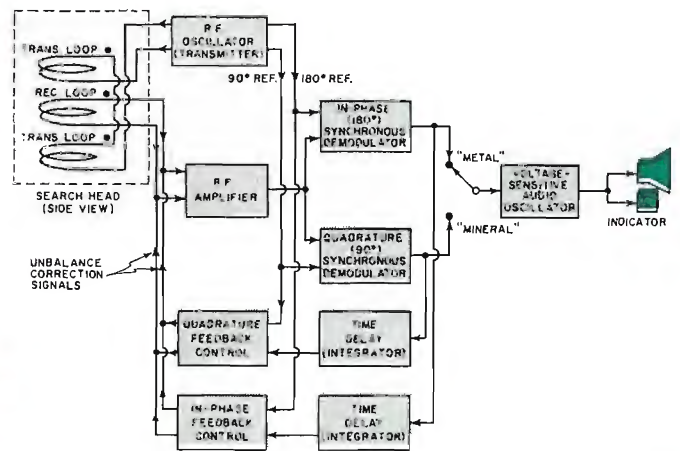 R.F.
OSCILLATOR
(TRANSMITTER)
TRANS LOOP
REC LOOP
TRANS LOOP
SEARCH HEAD
(SIDE VIEW)
90° REF.
180° REF.
IN-PHASE
(180°)
SYNCHRONOUS
DEMODULATOR
R.F.
AMPLIFIER
"METAL"
VOLTAGE-
SENSITIVE
AUDIO
OSCILLATOR
INDICATOR
"MINERAL"
QUADRATURE
(90°)
SYNCHRONOUS
DEMODULATOR
UNBALANCE
CORRECTION
SIGNALS
QUADRATURE
FEEDBACK
CONTROL
TIME
DELAY
(INTEGRATOR)
IN-PHASE
FEEDBACK
CONTROL
TIME
DELAY
(INTEGRATOR)